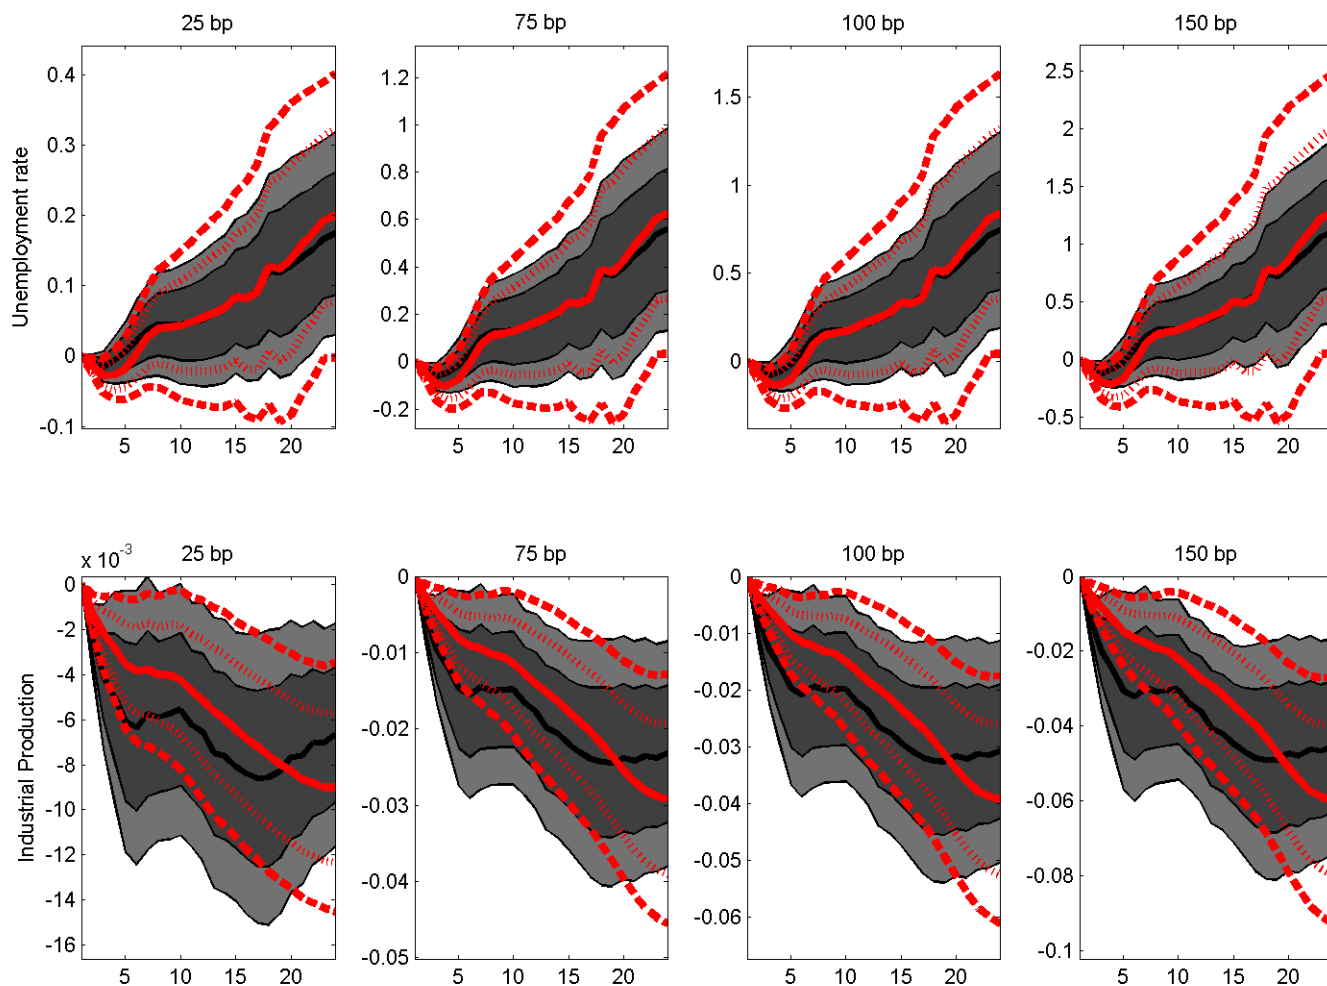 25 bp
75 bp
100 bp
150 bp
Unemployment rate
0.4
0.3
0.2
0.1
0
-0.1
5 10 15 20
1.2
1
0.8
0.6
0.4
0.2
0
-0.2
5 10 15 20
1.5
1
0.5
0
5 10 15 20
2.5
2
1.5
1
0.5
0
-0.5
5 10 15 20
25 bp
75 bp
100 bp
150 bp
Industrial Production
x 10-3
0
-2
-4
-6
-8
-10
-12
-14
-16
5 10 15 20
0
-0.01
-0.02
-0.03
-0.04
-0.05
5 10 15 20
0
-0.01
-0.02
-0.03
-0.04
-0.05
-0.06
5 10 15 20
0
-0.02
-0.04
-0.06
-0.08
-0.1
5 10 15 20